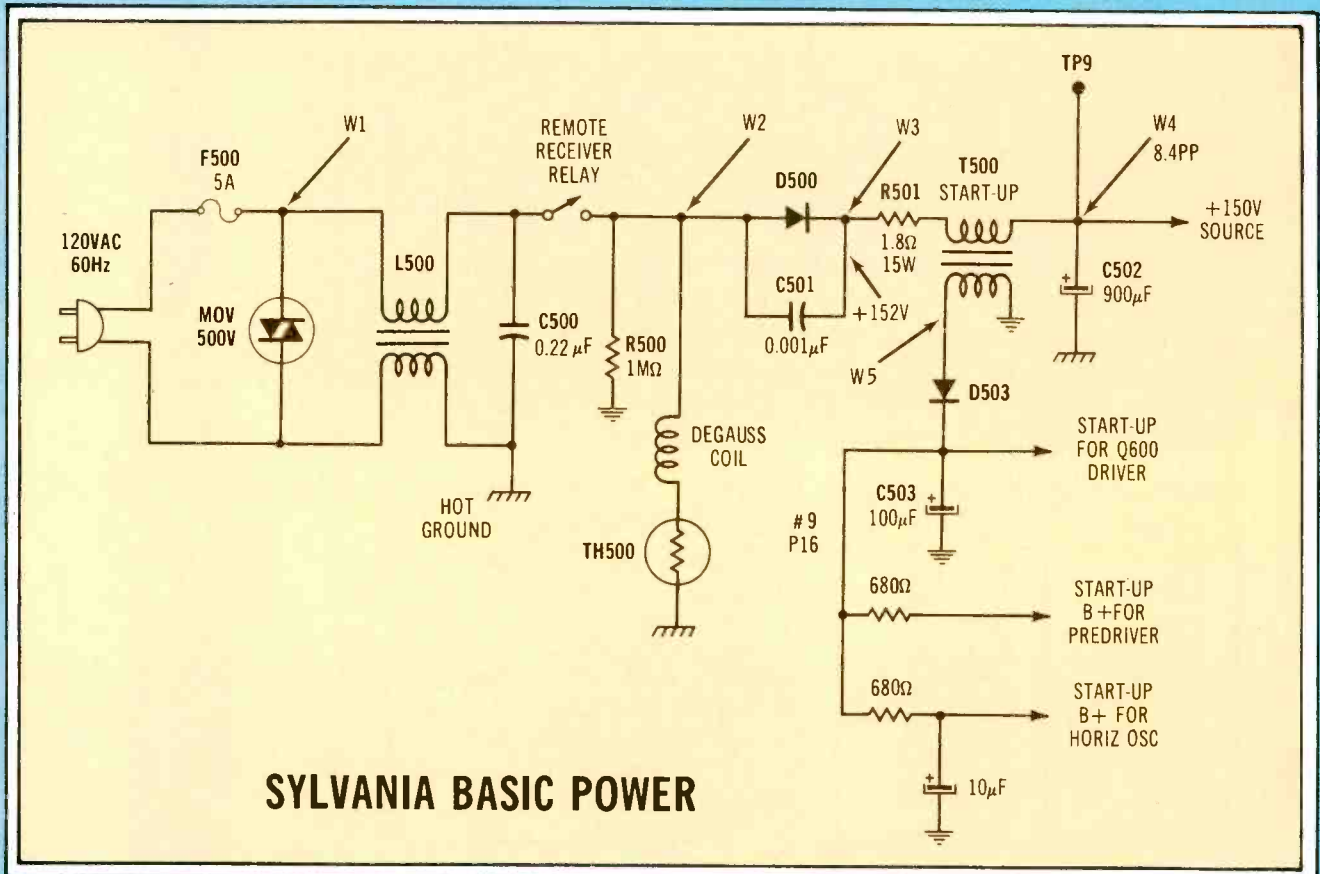 TP9
W1
REMOTE
RECEIVER
RELAY
W2
W3
W4
8.4PP
F500
5A
D500
R501
T500
START-UP
120VAC
60Hz
L500
1.8Ω
15W
+150V
SOURCE
MOV
500V
C500
0.22 µF
R500
1MΩ
C501
0.001µF
+152V
C502
900µF
W5
D503
DEGAUSS
COIL
START-UP
FOR Q600
DRIVER
HOT
GROUND
TH500
#9
P16
C503
100µF
680Ω
START-UP
B+FOR
PREDRIVER
680Ω
START-UP
B+ FOR
HORIZ OSC
10µF
SYLVANIA BASIC POWER